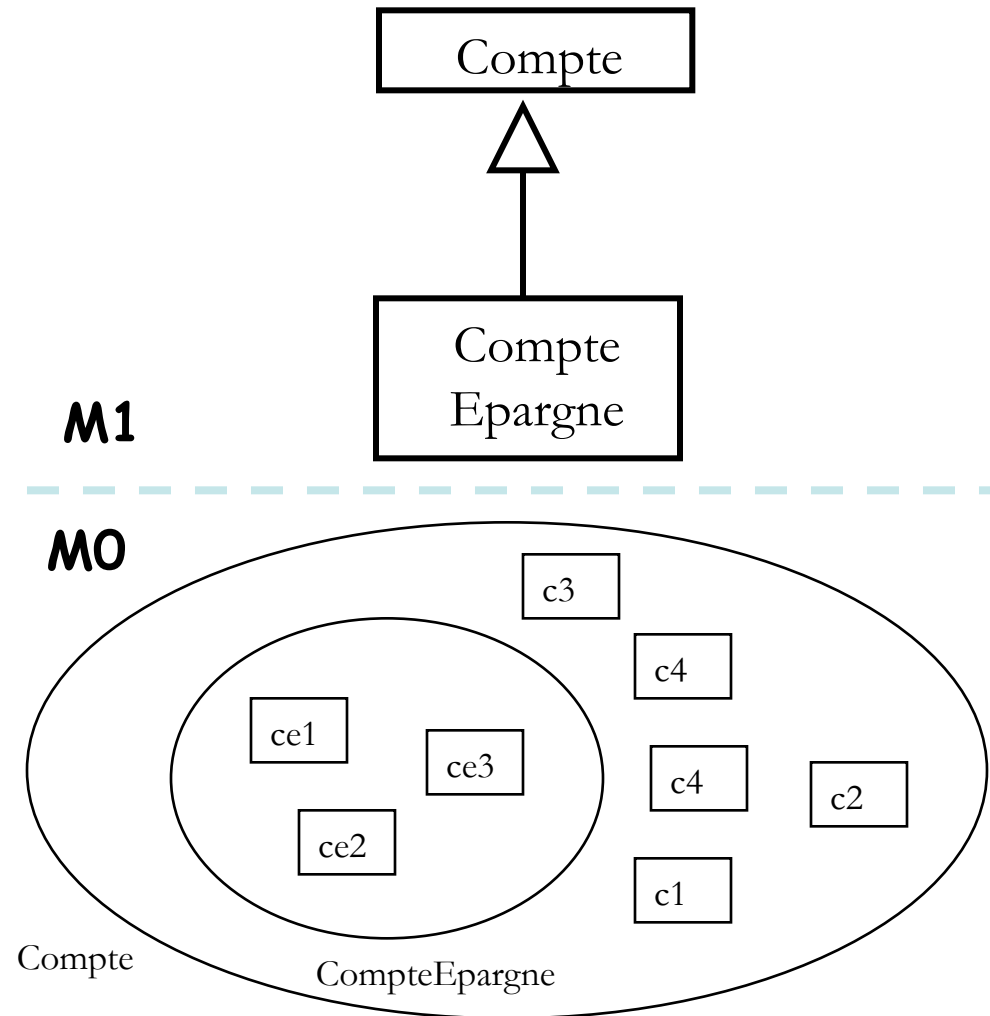 Compte
Compte
Epargne
M1
M0
c3
c4
ce1
ce3
c4
c2
ce2
c1
Compte
CompteEpargne